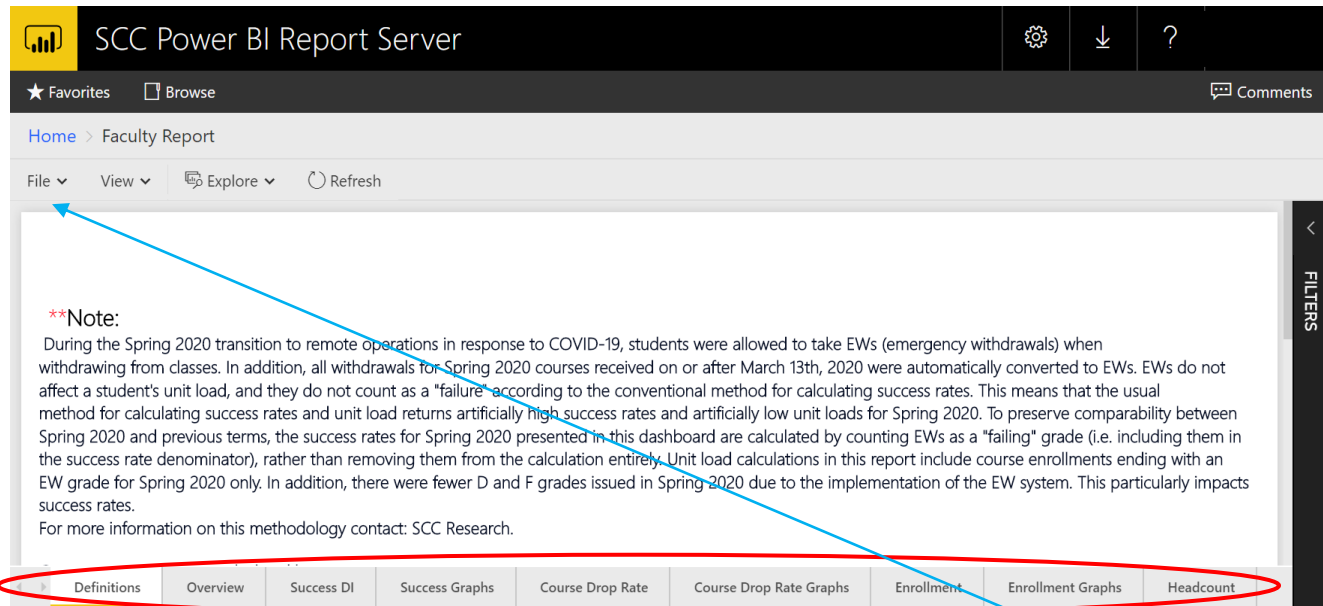 SCC Power BI Report Server
?
Favorites Browse Comments
Home > Faculty Report
File View Explore Refresh
FILTERS
**Note:
During the Spring 2020 transition to remote operations in response to COVID-19, students were allowed to take EWs (emergency withdrawals) when
withdrawing from classes. In addition, all withdrawals for Spring 2020 courses received on or after March 13th, 2020 were automatically converted to EWs. EWs do not
affect a student's unit load, and they do not count as a "failure" according to the conventional method for calculating success rates. This means that the usual
method for calculating success rates and unit load returns artificially high success rates and artificially low unit loads for Spring 2020. To preserve comparability between
Spring 2020 and previous terms, the success rates for Spring 2020 presented in this dashboard are calculated by counting EWs as a "failing" grade (i.e. including them in
the success rate denominator), rather than removing them from the calculation entirely. Unit load calculations in this report include course enrollments ending with an
EW grade for Spring 2020 only. In addition, there were fewer D and F grades issued in Spring 2020 due to the implementation of the EW system. This particularly impacts
success rates.
For more information on this methodology contact: SCC Research.
Definitions Overview Success DI Success Graphs Course Drop Rate Course Drop Rate Graphs Enrollment Enrollment Graphs Headcount